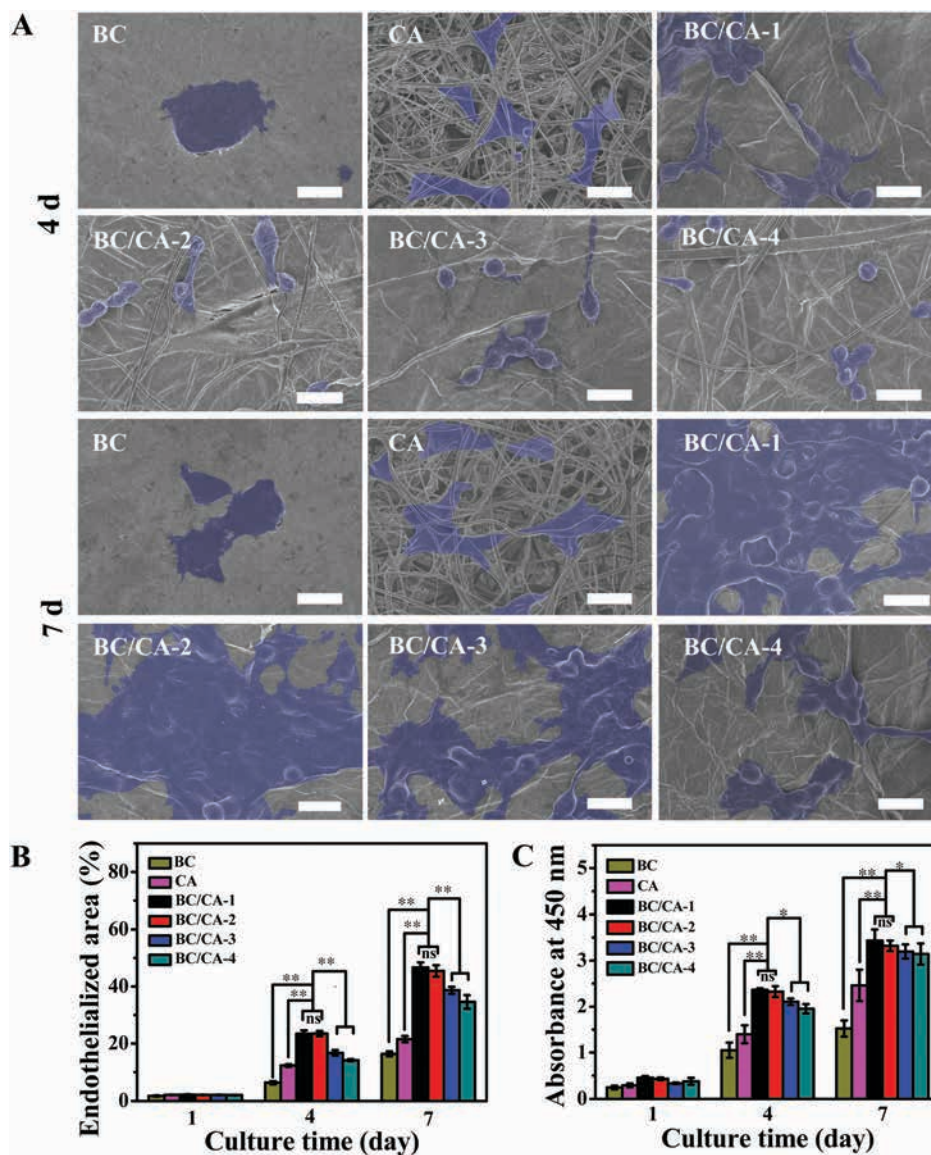 A
BC CA BC/CA-1
4 d
BC/CA-2 BC/CA-3 BC/CA-4
BC CA BC/CA-1
7 d
BC/CA-2 BC/CA-3 BC/CA-4
B
Endothelialized area (%)
80
60
40
20
0
BC
CA
BC/CA-1
BC/CA-2
BC/CA-3
BC/CA-4
** ** ** ns
** ** ** ns
1 4 7
Culture time (day)
C
Absorbance at 450 nm
5
4
3
2
1
0
BC
CA
BC/CA-1
BC/CA-2
BC/CA-3
BC/CA-4
** ** * ns
** ** * ns
1 4 7
Culture time (day)